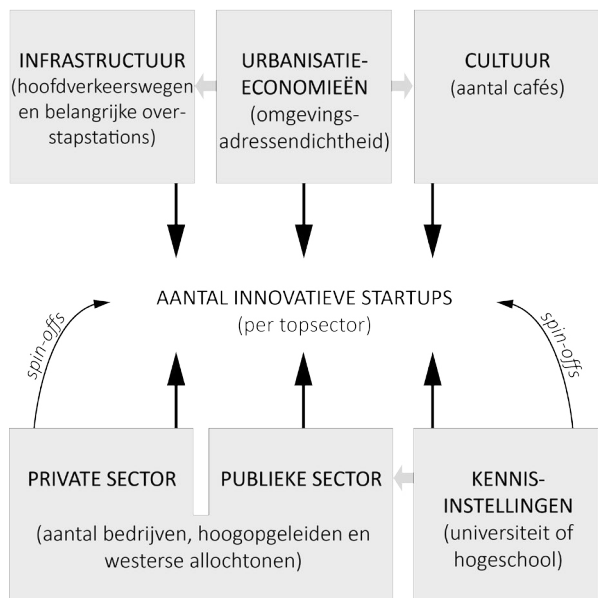 INFRASTRUCTUUR
(hoofdverkeerswegen
en belangrijke over-
stapstations)
URBANISATIE-
ECONOMIEËN
(omgevings-
adressendichtheid)
CULTUUR
(aantal cafés)
AANTAL INNOVATIEVE STARTUPS
(per topsector)
spin-offs
spin-offs
PRIVATE SECTOR
PUBLIEKE SECTOR
(aantal bedrijven, hoogopgeleiden en
westerse allochtonen)
KENNIS-
INSTELLINGEN
(universiteit of
hogeschool)